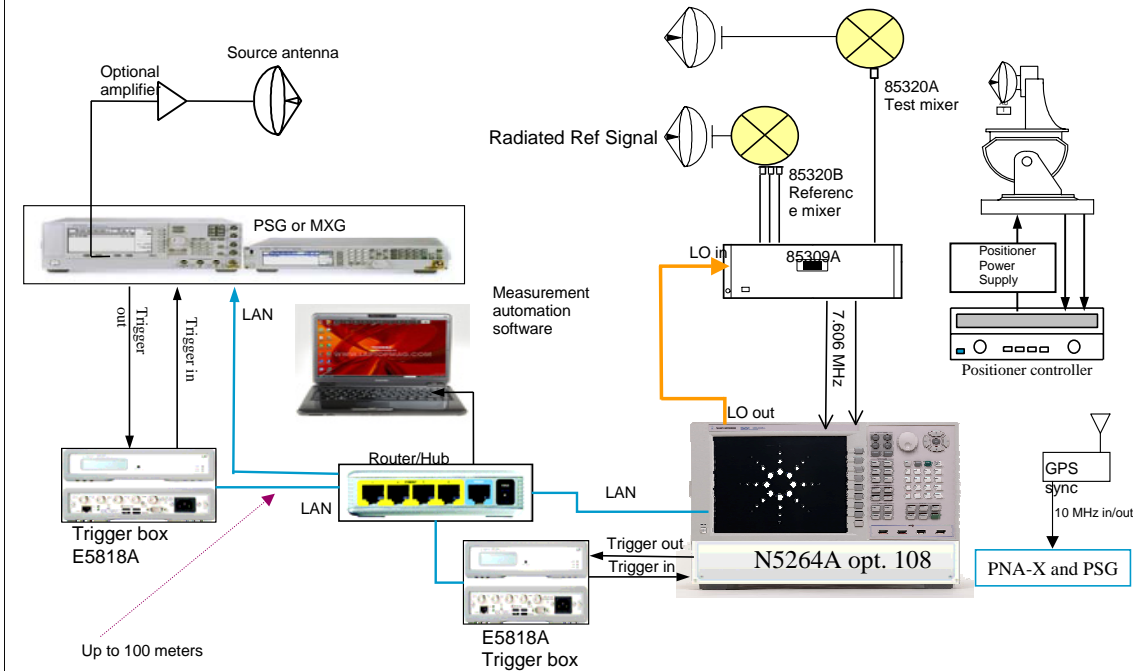 Source antenna
Optional
amplifier
85320A
Test mixer
Radiated Ref Signal
85320B
Referenc
e mixer
PSG or MXG
LO in
85309A
Positioner
Power
Supply
Trigger
out
Trigger in
LAN
Measurement
automation
software
WWW.LAPTOPMAG.COM
7.606 MHz
Positioner controller
LO out
Router/Hub
LAN
LAN
GPS
sync
10 MHz in/out
Trigger box
E5818A
Trigger out
Trigger in
N5264A opt. 108
PNA-X and PSG
E5818A
Trigger box
Up to 100 meters